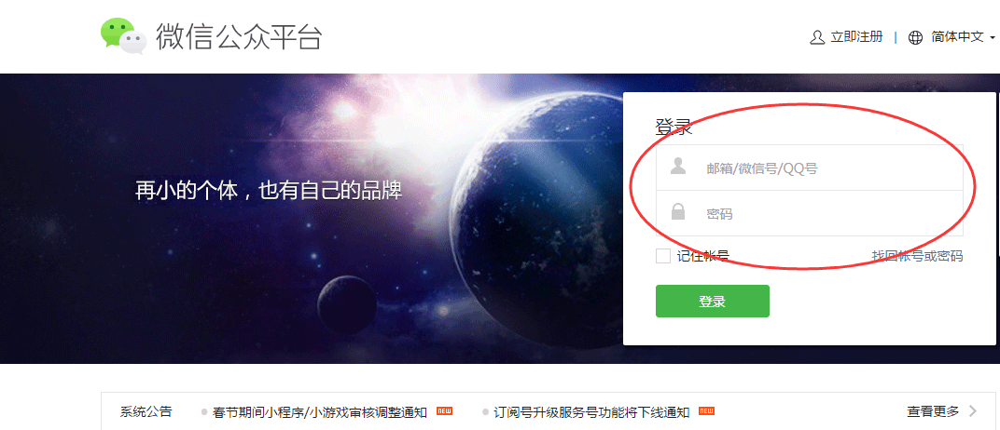 微信公众平台
立即注册 | 简体中文
再小的个体，也有自己的品牌
登录
邮箱/微信号/QQ号
密码
记住帐号 找回帐号或密码
登录
系统公告 春节期间小程序/小游戏审核调整通知 NEW 订阅号升级服务号功能将下线通知 NEW 查看更多